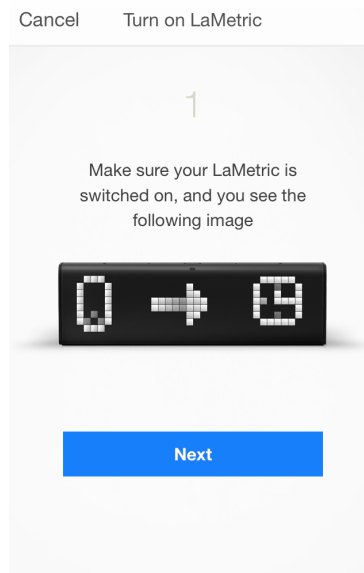 Cancel Turn on LaMetric
1
Make sure your LaMetric is
switched on, and you see the
following image
Next